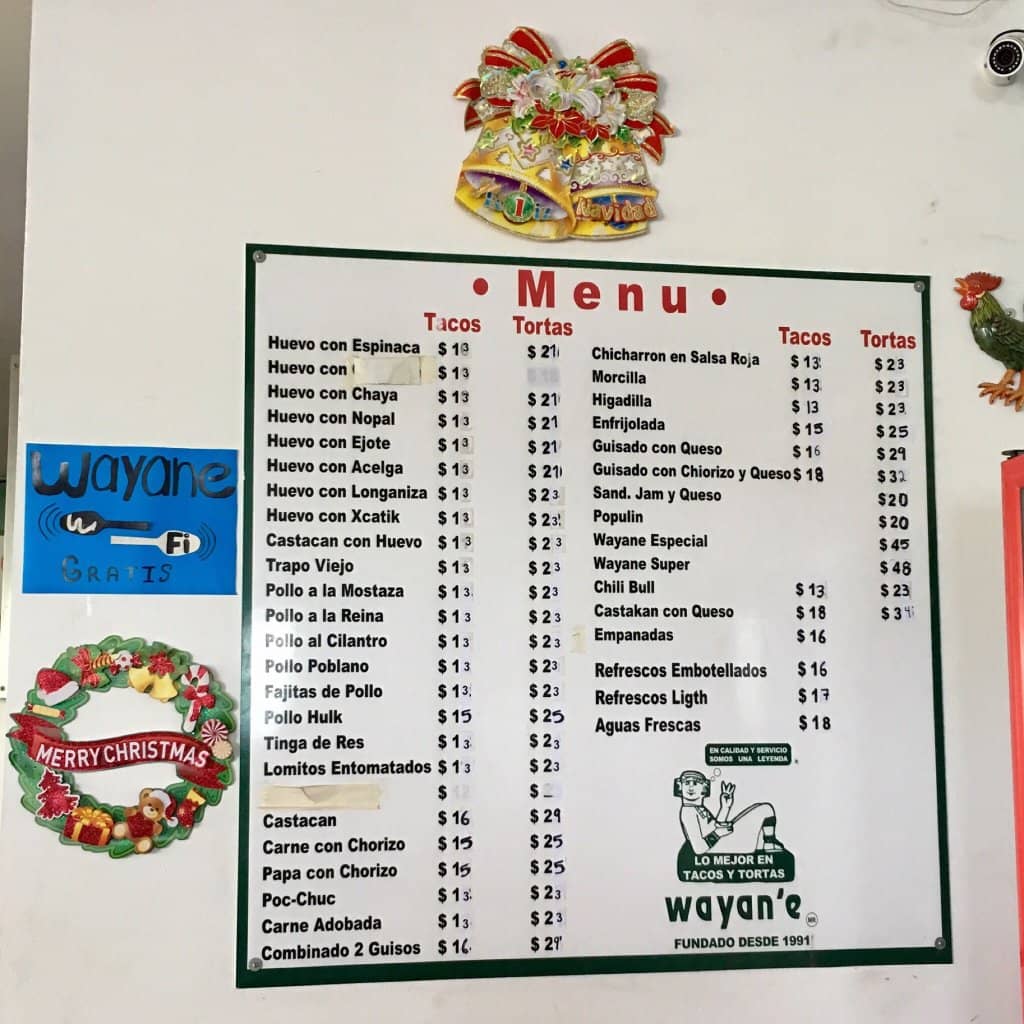 Feliz Navidad
• Menu •
Tacos Tortas
Huevo con Espinaca $13 $21
Huevo con $13
Huevo con Chaya $13 $21
Huevo con Nopal $13 $21
Huevo con Ejote $13 $21
Huevo con Acelga $13 $21
Huevo con Longaniza $13 $23
Huevo con Xcatik $13 $23
Castacan con Huevo $13 $23
Trapo Viejo $13 $23
Pollo a la Mostaza $13 $23
Pollo a la Reina $13 $23
Pollo al Cilantro $13 $23
Pollo Poblano $13 $23
Fajitas de Pollo $13 $23
Pollo Hulk $15 $25
Tinga de Res $13 $23
Lomitos Entomatados $13 $23
$ $
Castacan $16 $29
Carne con Chorizo $15 $25
Papa con Chorizo $15 $25
Poc-Chuc $13 $23
Carne Adobada $13 $23
Combinado 2 Guisos $16 $29
Tacos Tortas
Chicharron en Salsa Roja $13 $23
Morcilla $13 $23
Higadilla $13 $23
Enfrijolada $15 $25
Guisado con Queso $16 $29
Guisado con Chiorizo y Queso $18 $32
Sand. Jam y Queso $20
Populin $20
Wayane Especial $45
Wayane Super $48
Chili Bull $13 $23
Castakan con Queso $18 $34
Empanadas $16
Refrescos Embotellados $16
Refrescos Ligth $17
Aguas Frescas $18
EN CALIDAD Y SERVICIO
SOMOS UNA LEYENDA
LO MEJOR EN
TACOS Y TORTAS
wayan'e
MR
FUNDADO DESDE 1991
Wayane
Wi
Fi
GRATIS
MERRY CHRISTMAS